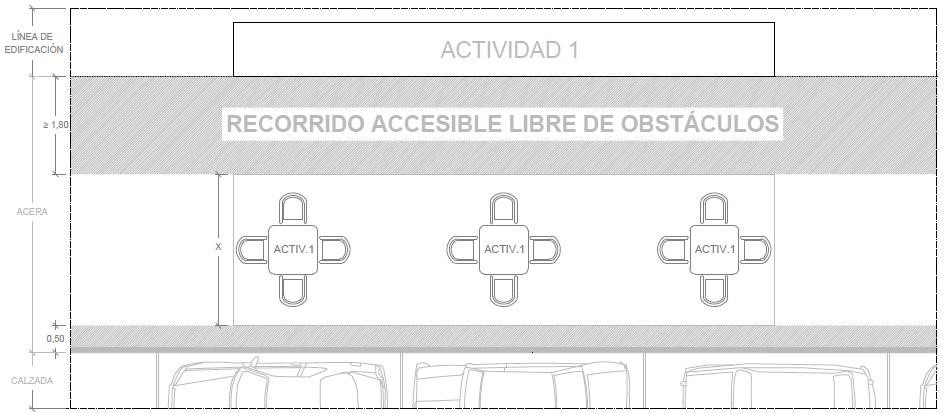 LÍNEA DE
EDIFICACIÓN
ACTIVIDAD 1
≥ 1,80
RECORRIDO ACCESIBLE LIBRE DE OBSTÁCULOS
ACERA
X
ACTIV.1
ACTIV.1
ACTIV.1
0,50
CALZADA